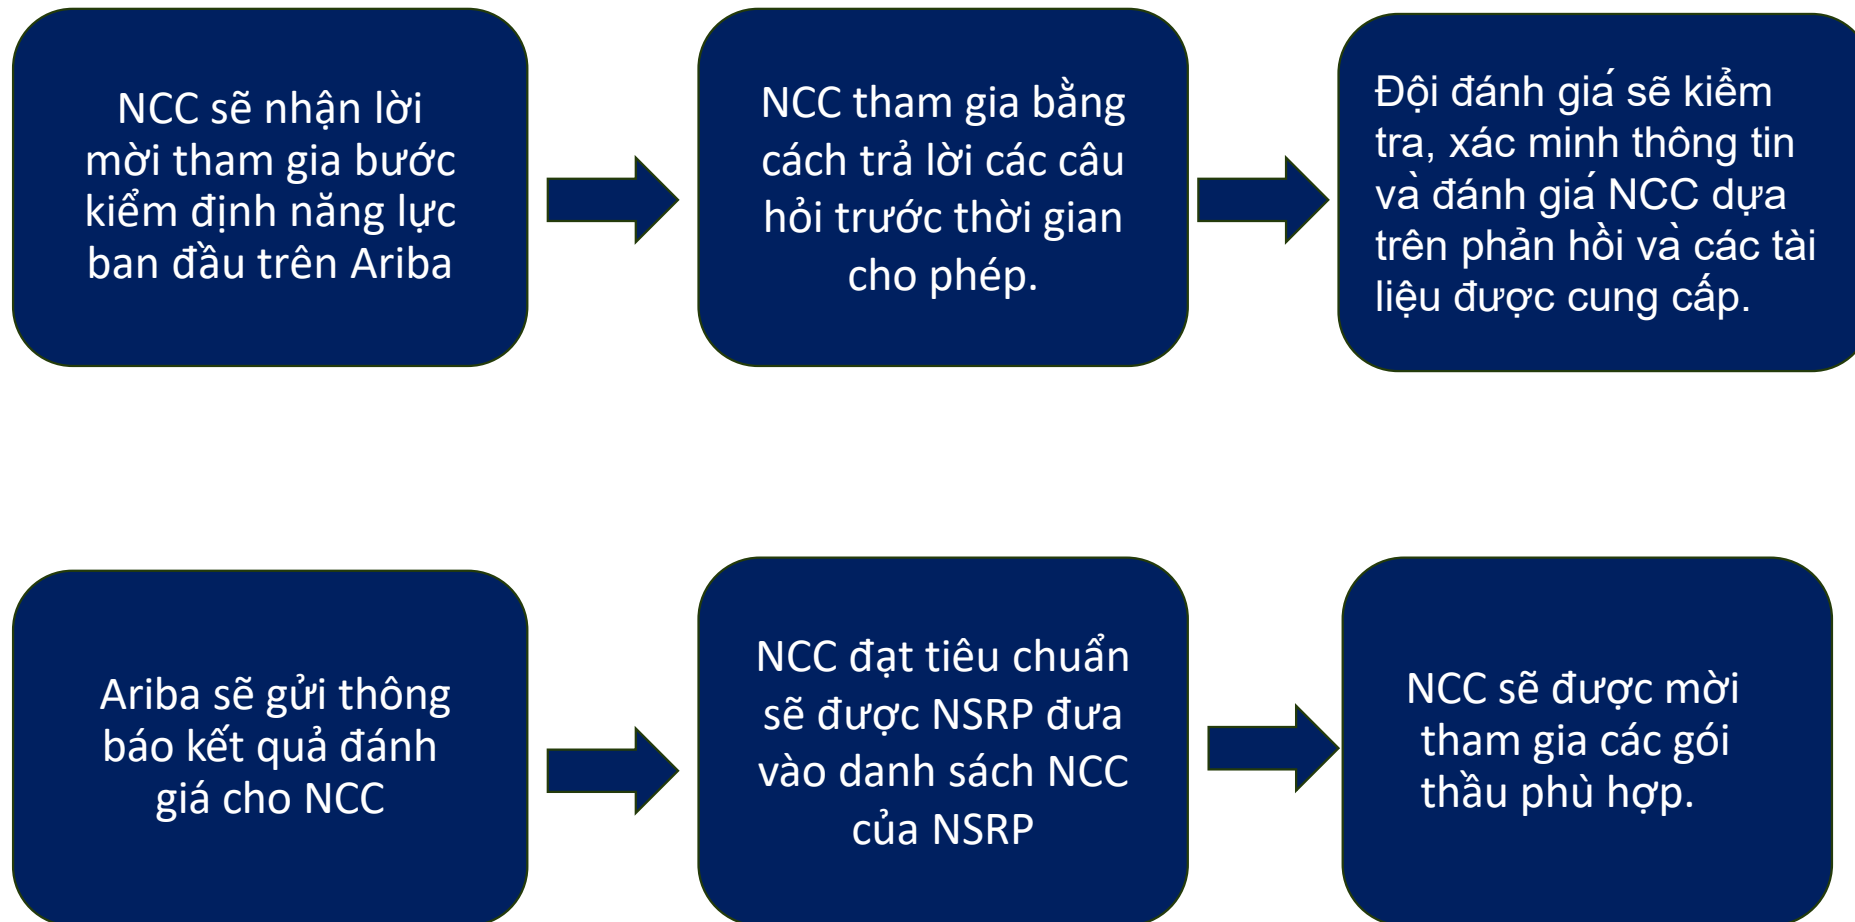 NCC sẽ nhận lời
mời tham gia bước
kiểm định năng lực
ban đầu trên Ariba
NCC tham gia bằng
cách trả lời các câu
hỏi trước thời gian
cho phép.
Đội đánh giá sẽ kiểm
tra, xác minh thông tin
và đánh giá NCC dựa
trên phản hồi và các tài
liệu được cung cấp.
Ariba sẽ gửi thông
báo kết quả đánh
giá cho NCC
NCC đạt tiêu chuẩn
sẽ được NSRP đưa
vào danh sách NCC
của NSRP
NCC sẽ được mời
tham gia các gói
thầu phù hợp.